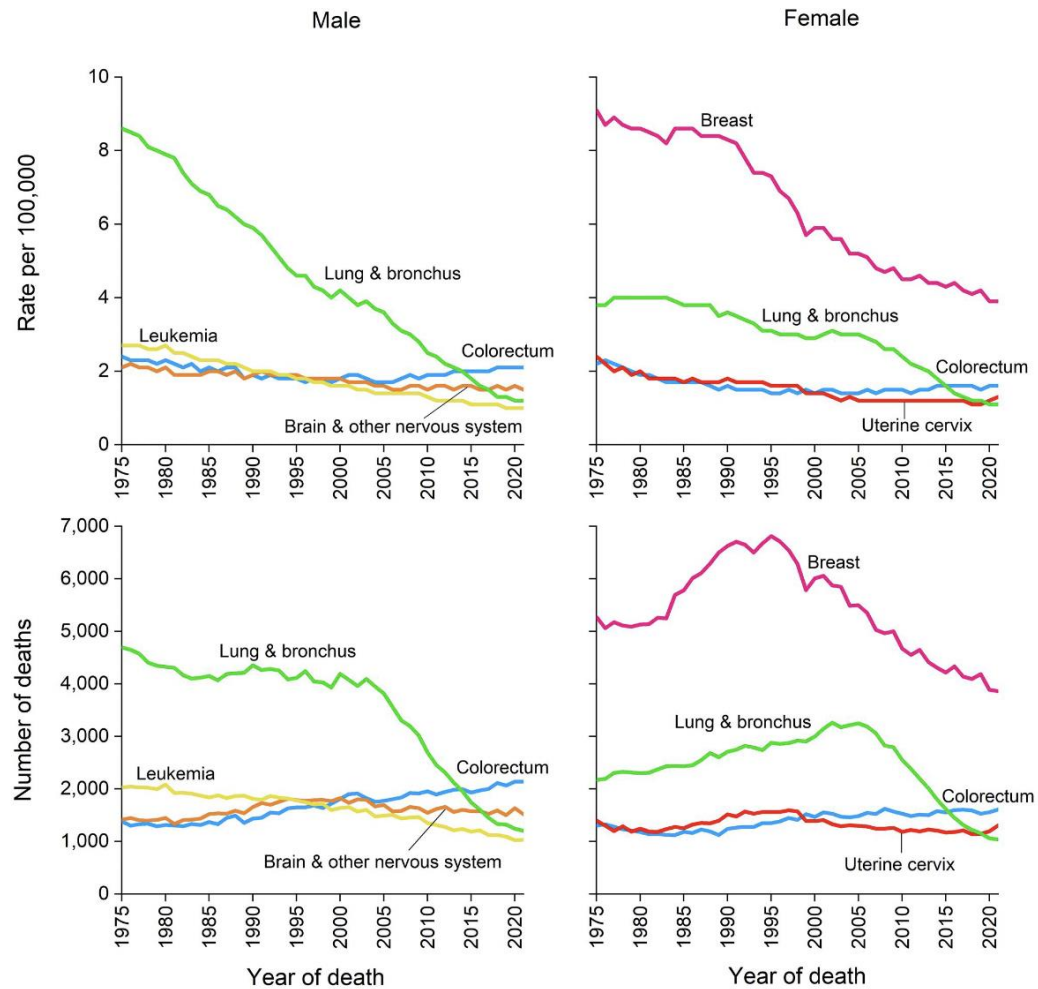 Male
Female
Rate per 100,000
10
8
6
4
2
0
Lung & bronchus
Leukemia
Colorectum
Brain & other nervous system
1975
1980
1985
1990
1995
2000
2005
2010
2015
2020
Breast
Lung & bronchus
Colorectum
Uterine cervix
1975
1980
1985
1990
1995
2000
2005
2010
2015
2020
Number of deaths
7,000
6,000
5,000
4,000
3,000
2,000
1,000
0
Lung & bronchus
Leukemia
Colorectum
Brain & other nervous system
1975
1980
1985
1990
1995
2000
2005
2010
2015
2020
Year of death
Breast
Lung & bronchus
Colorectum
Uterine cervix
1975
1980
1985
1990
1995
2000
2005
2010
2015
2020
Year of death